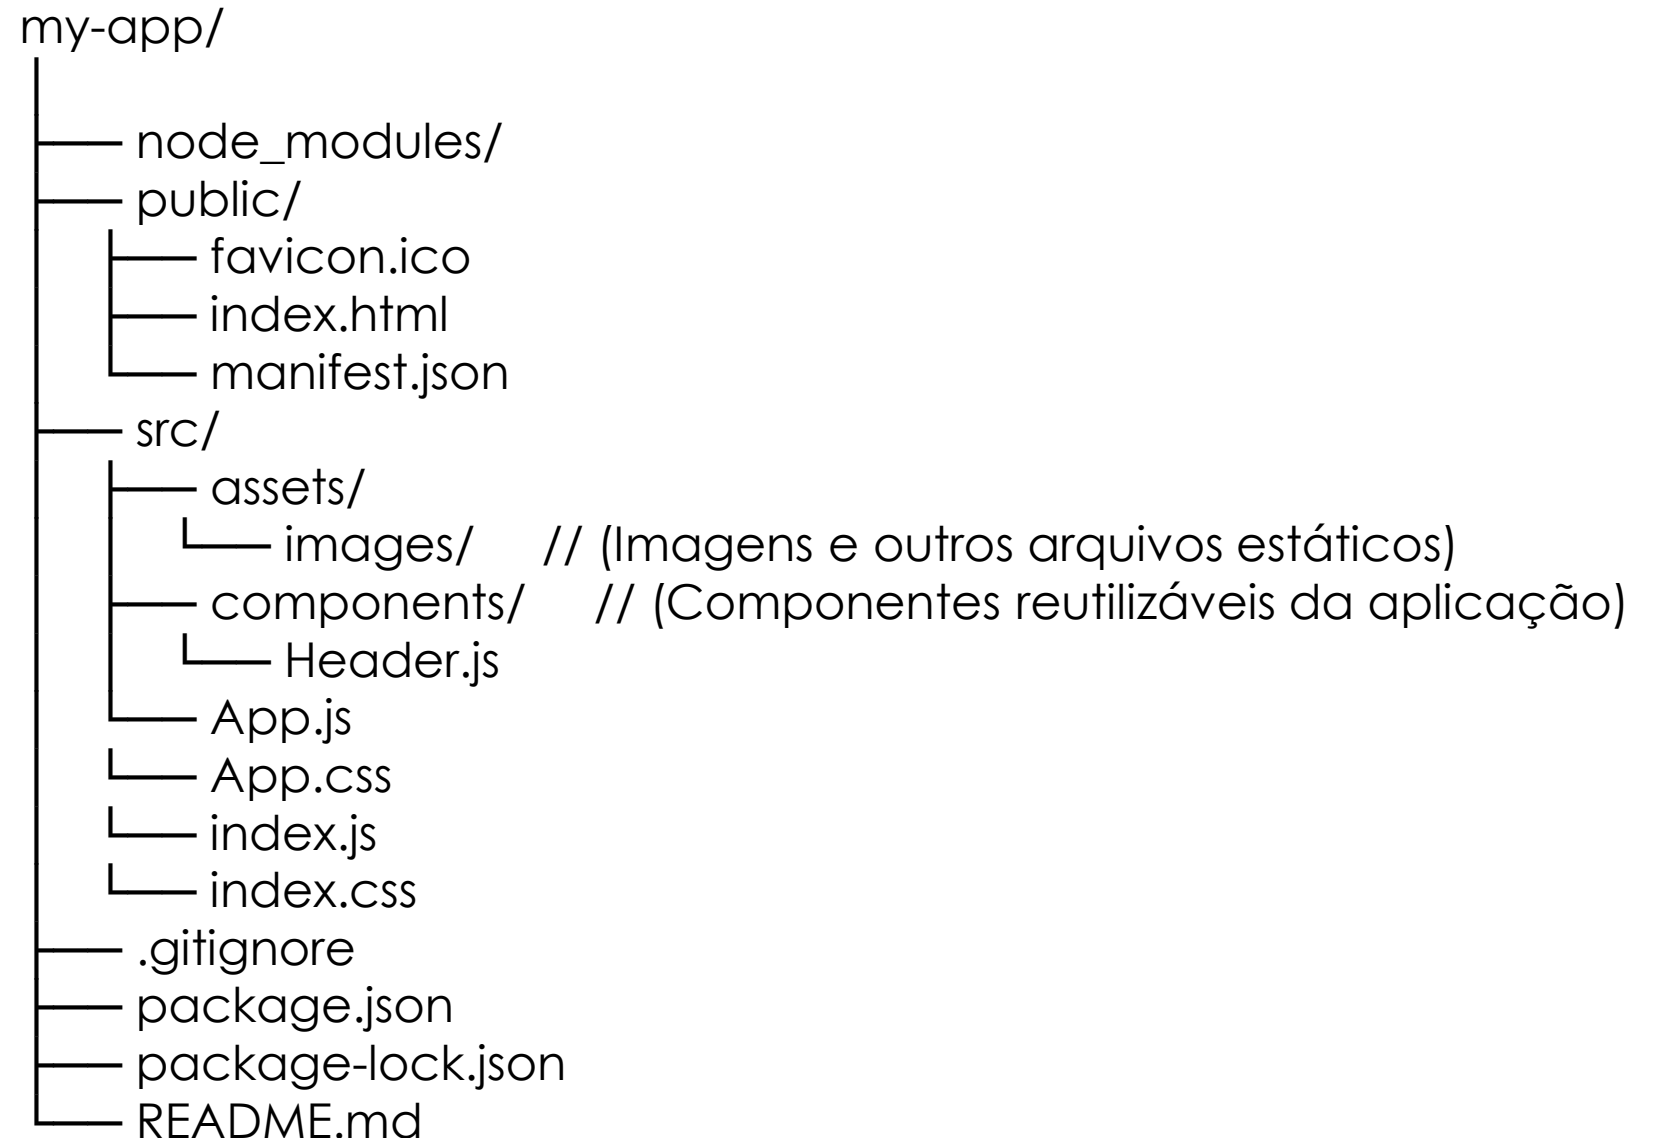 my-app/
node_modules/
public/
favicon.ico
index.html
manifest.json
src/
assets/
images/ // (Imagens e outros arquivos estáticos)
components/ // (Componentes reutilizáveis da aplicação)
Header.js
App.js
App.css
index.js
index.css
.gitignore
package.json
package-lock.json
README.md